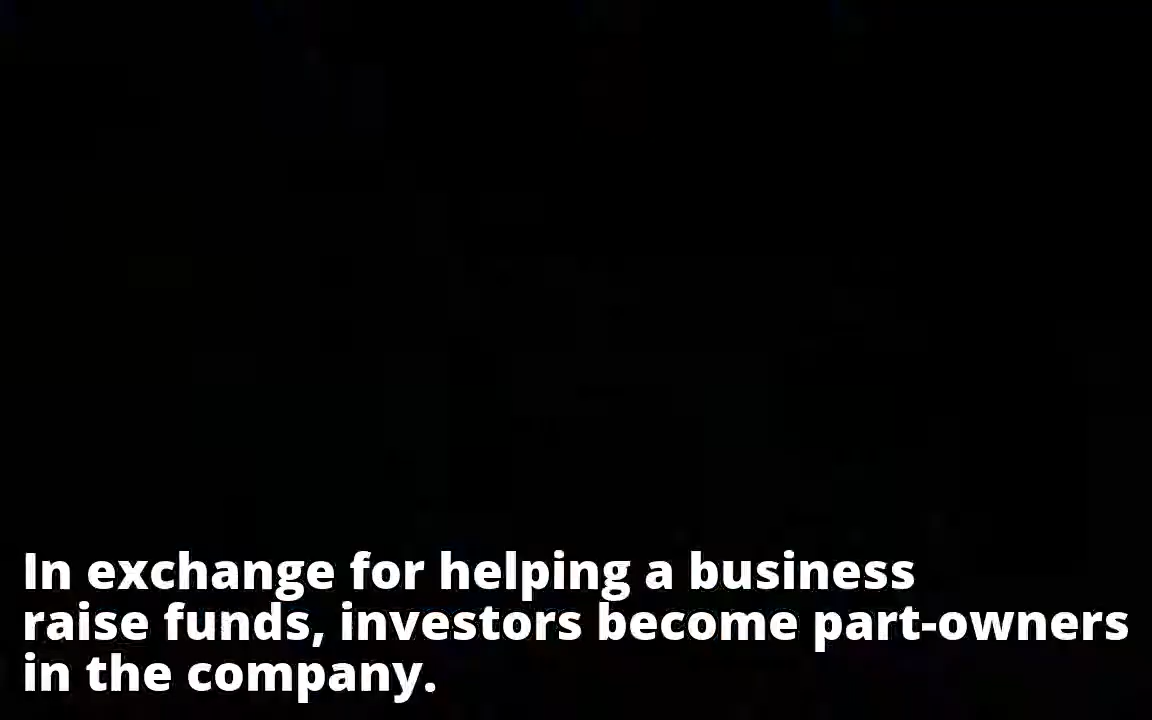 In exchange for helping a business
raise funds, investors become part-owners
in the company.